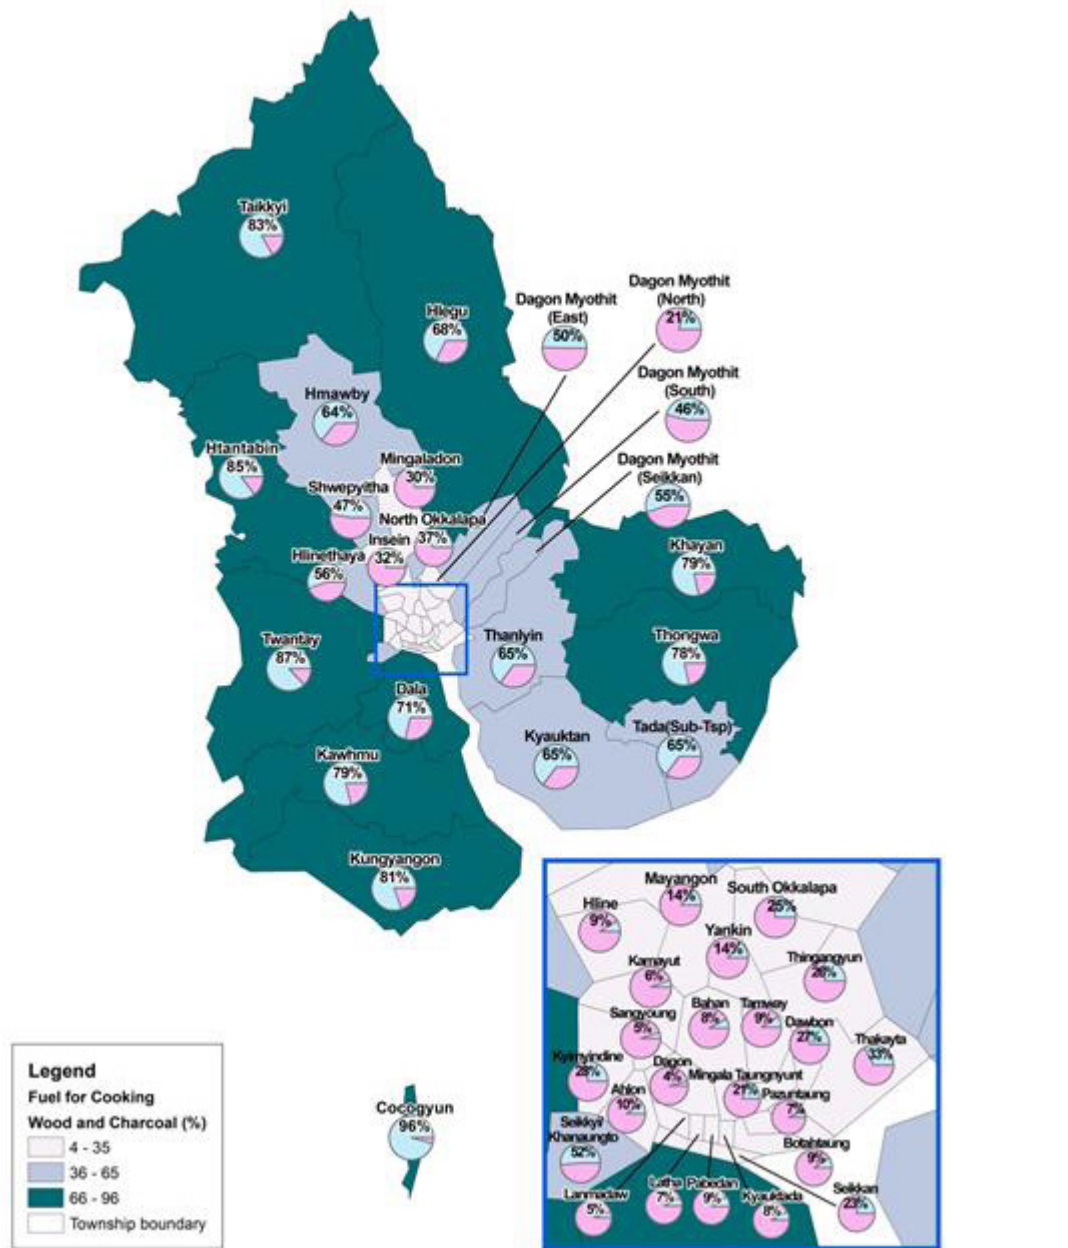 Taikkyi
83%
Hlegu
68%
Dagon Myothit
(East)
50%
Dagon Myothit
(North)
21%
Dagon Myothit
(South)
46%
Dagon Myothit
(Seikkan)
55%
Hmawby
64%
Htantabin
85%
Mingaladon
30%
Shwepyitha
47%
North Okkalapa
37%
Insein
32%
Hlinethaya
56%
Khayan
79%
Twantay
87%
Thanlyin
65%
Thongwa
78%
Dala
71%
Kyauktan
65%
Tada(Sub-Tsp)
65%
Kawhmu
79%
Kungyangon
81%
Cocogyun
96%
Mayangon
14%
South Okkalapa
25%
Hline
9%
Yankin
14%
Thingangyun
26%
Kamayut
6%
Bahan
8%
Tamway
9%
Sangyoung
5%
Dawbon
27%
Thakayta
33%
Kyimyindine
28%
Dagon
4%
Mingala Taungnyunt
21%
Ahlon
10%
Pazuntaung
7%
Seikkyi/
Khanaungto
52%
Botahtaung
9%
Lanmadaw
5%
Latha
7%
Pabedan
9%
Kyauktada
8%
Seikkan
23%
Legend
Fuel for Cooking
Wood and Charcoal (%)
4 - 35
36 - 65
66 - 96
Township boundary